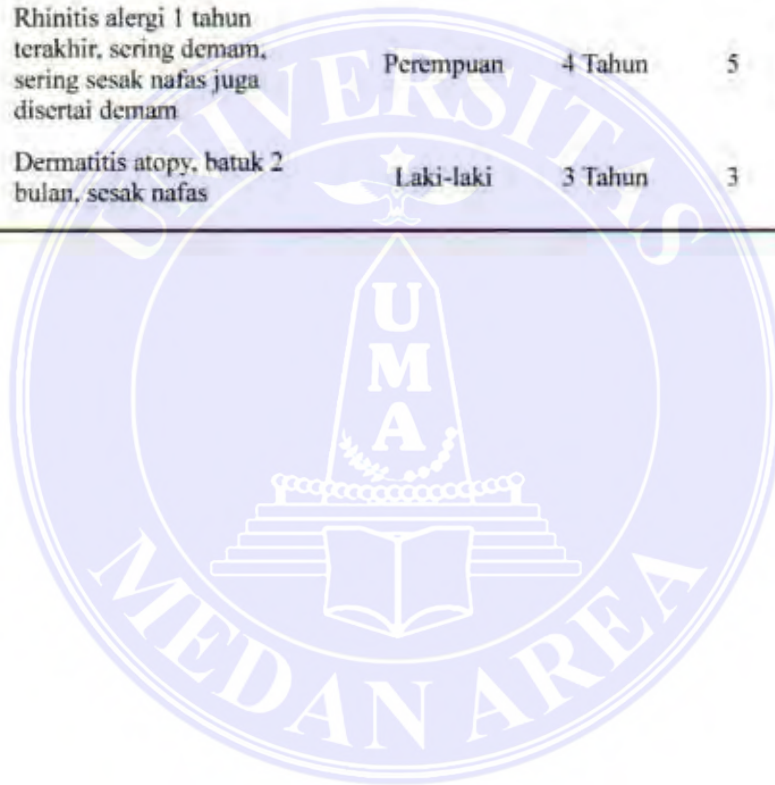 Rhinitis alergi 1 tahun
terakhir, sering demam,
sering sesak nafas juga
disertai demam
Perempuan 4 Tahun 5
Dermatitis atopy, batuk 2
bulan, sesak nafas
Laki-laki 3 Tahun 3
UNIVERSITAS
UMA
MEDAN AREA